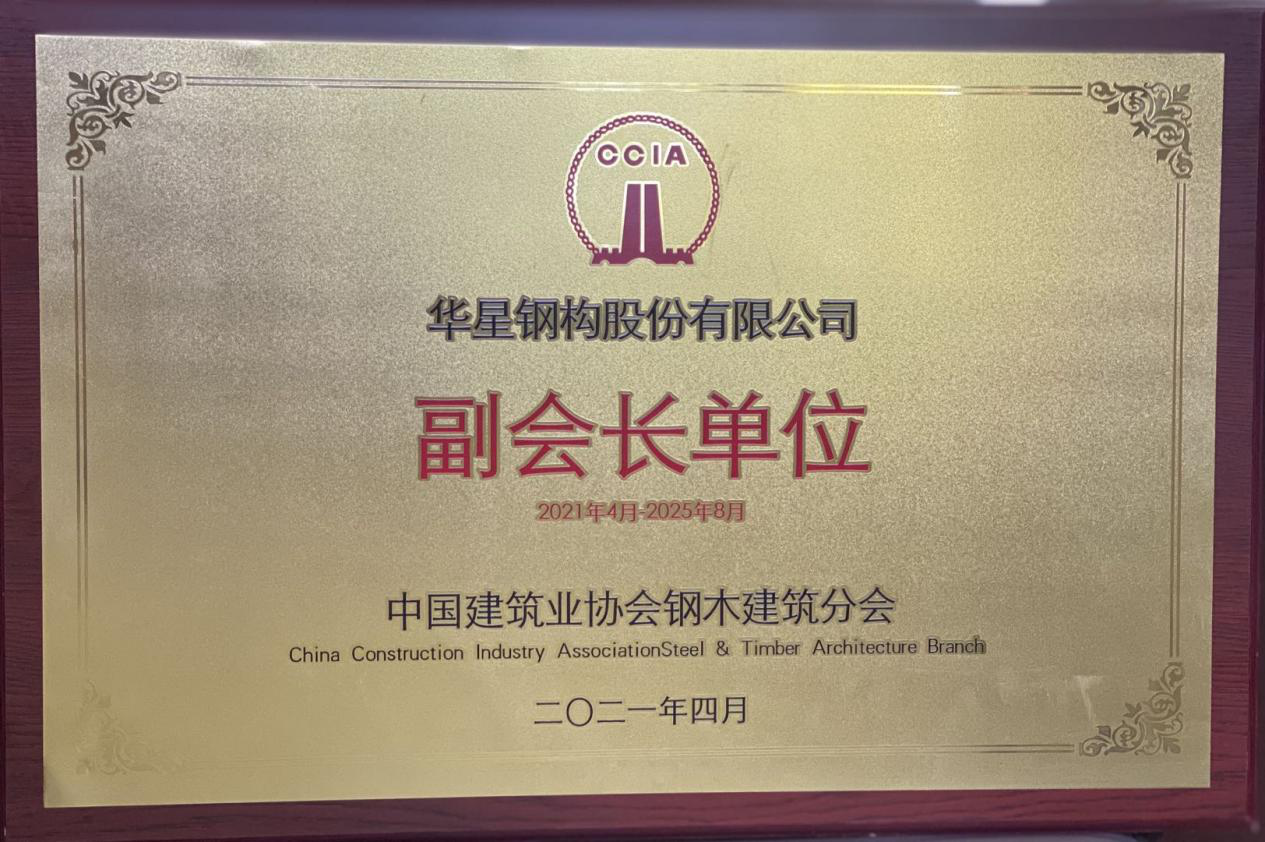 CCIA
华星钢构股份有限公司
副会长单位
2021年4月-2025年8月
中国建筑业协会钢木建筑分会
China Construction Industry AssociationSteel & Timber Architecture Branch
二〇二一年四月